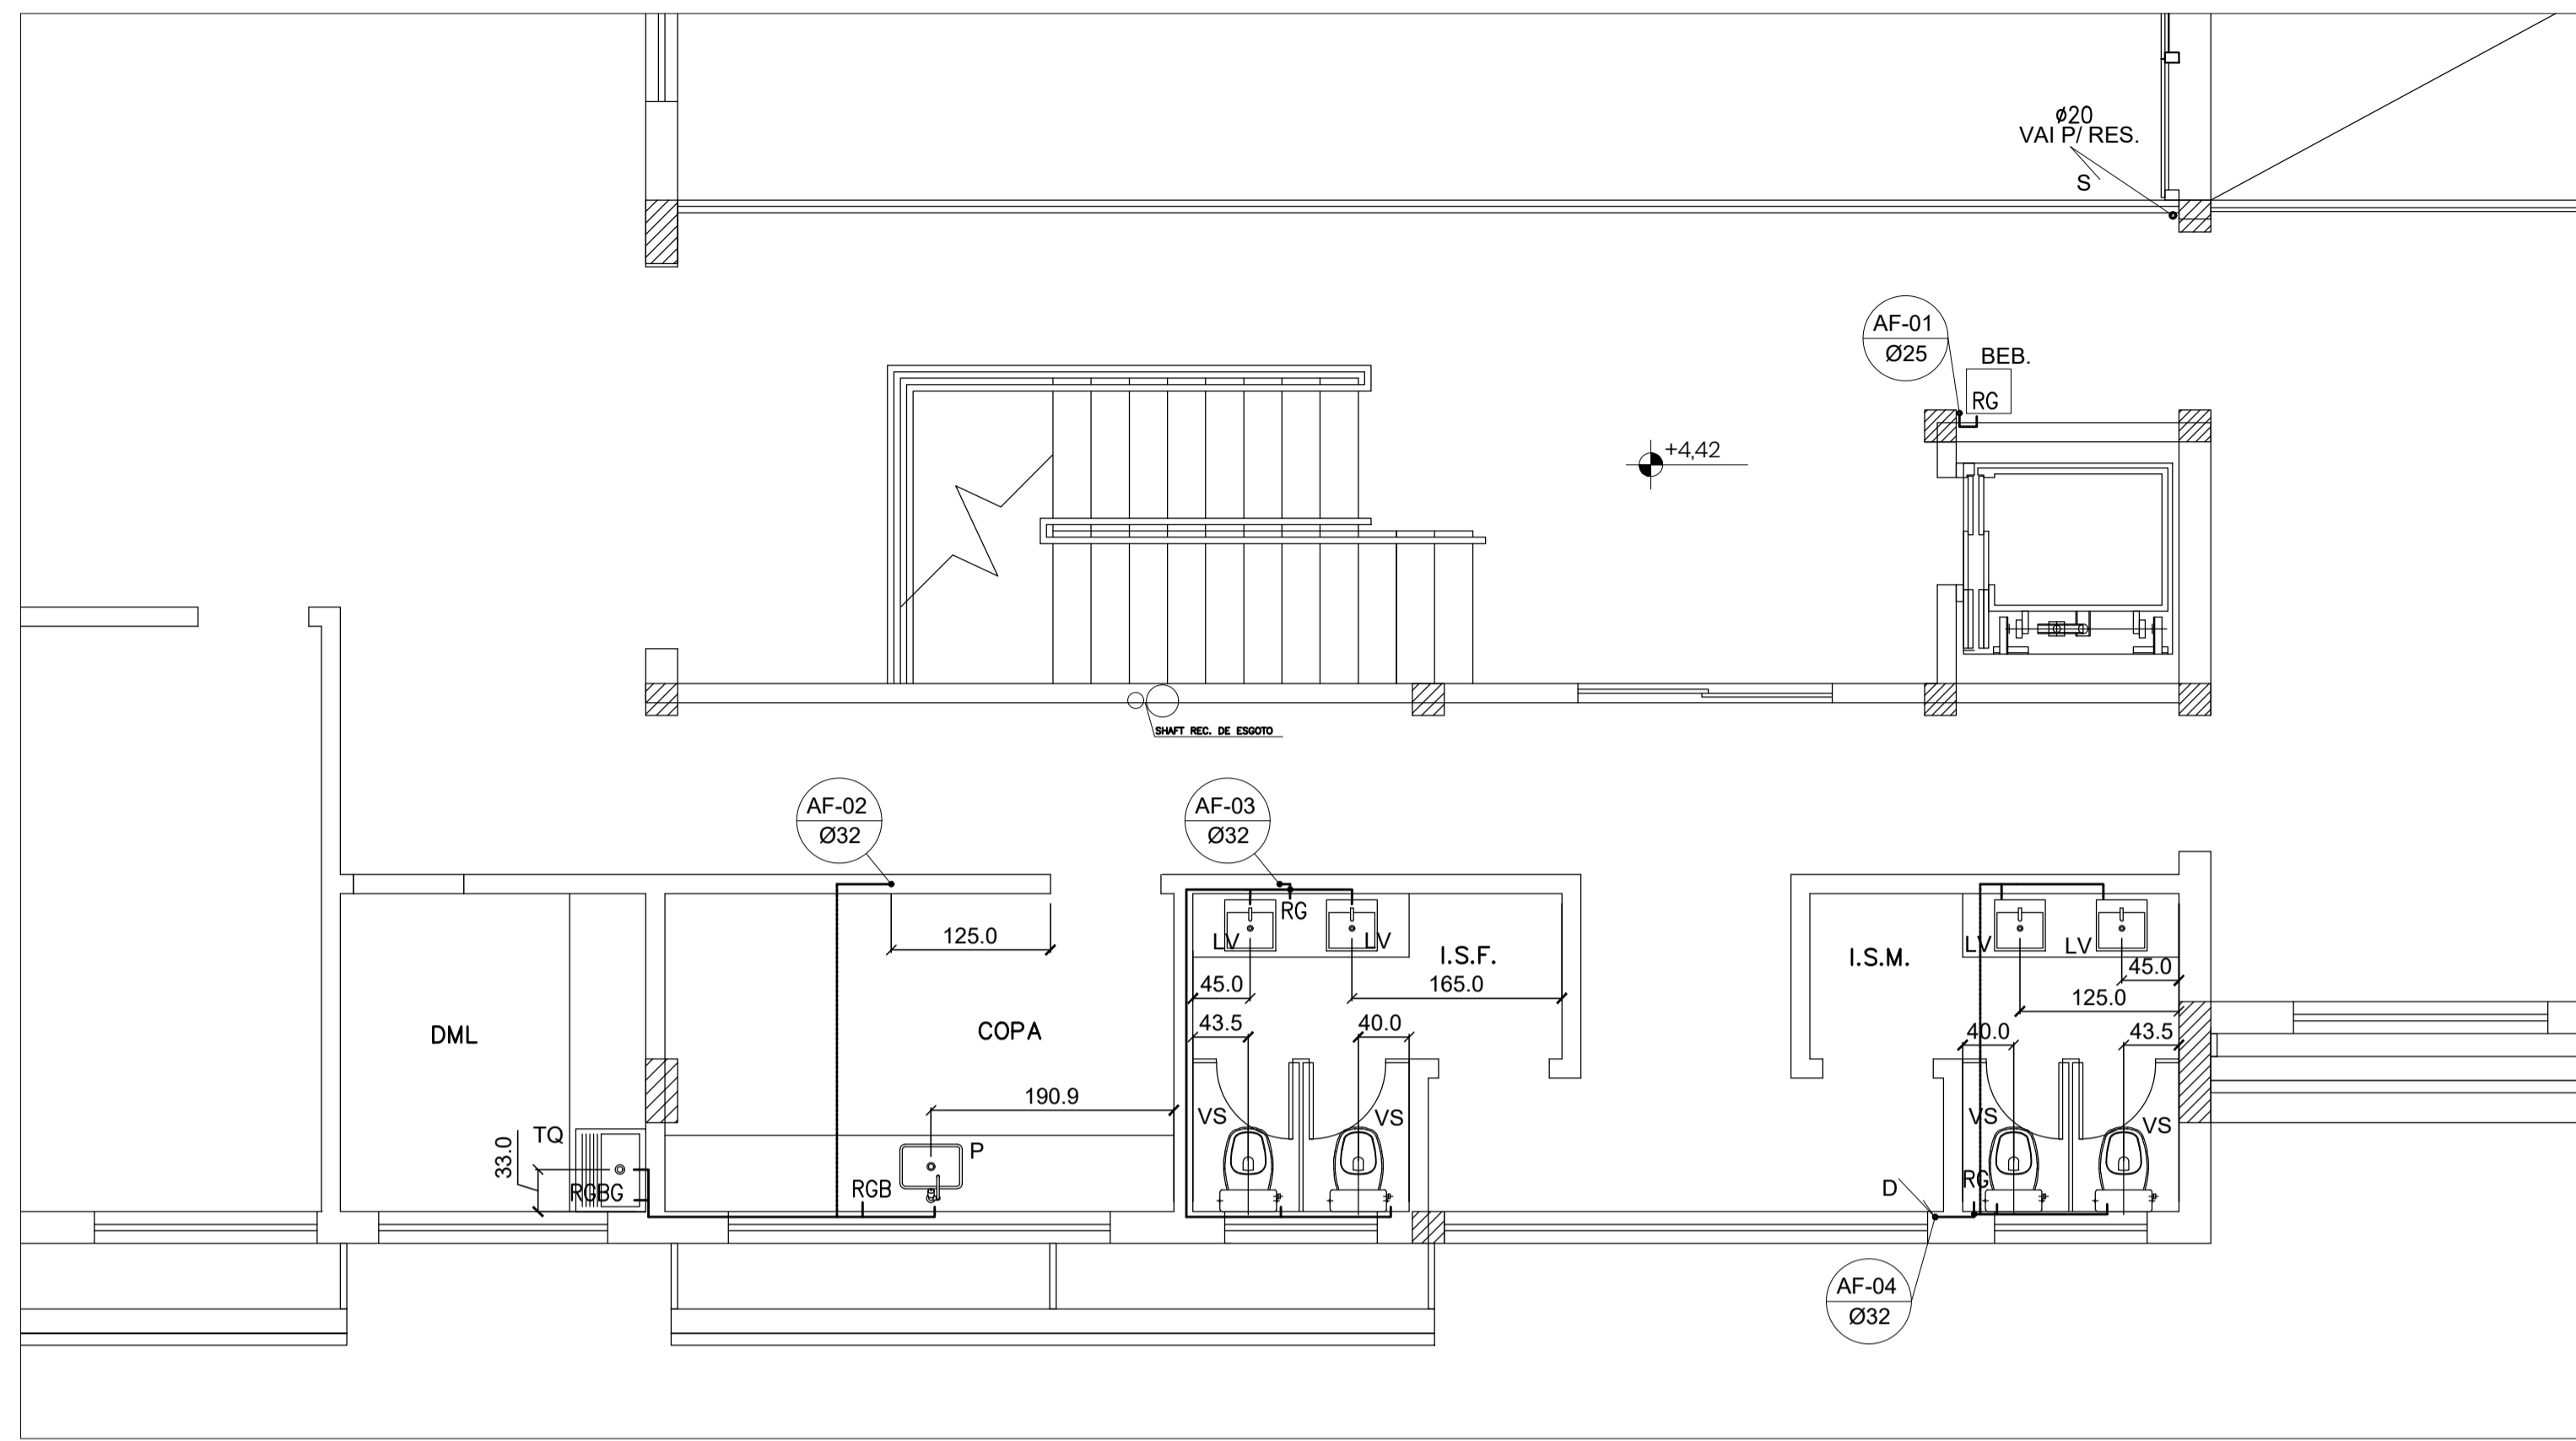 ø20
VAI P/ RES.
S
AF-01
Ø25
BEB.
RG
+4,42
SHAFT REC. DE ESGOTO
AF-02
Ø32
AF-03
Ø32
RG
LV
LV
125.0
I.S.F.
I.S.M.
LV
LV
45.0
45.0
165.0
125.0
43.5
40.0
40.0
43.5
DML
COPA
190.9
VS
VS
VS
VS
TQ
33.0
P
RGBG
RGB
RG
D
AF-04
Ø32